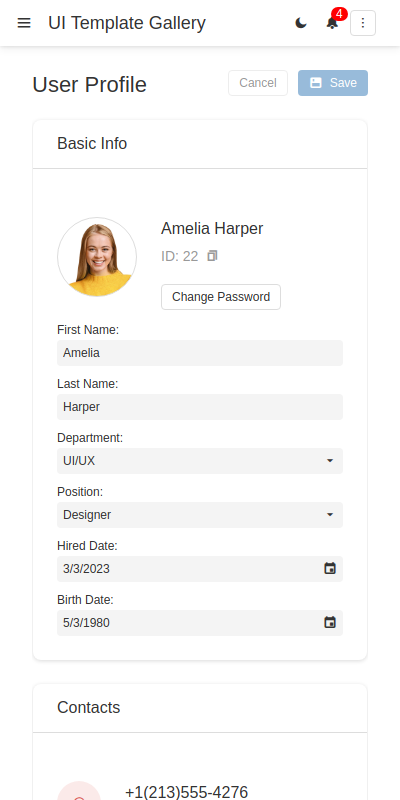 UI Template Gallery
4
User Profile
Cancel
Save
Basic Info
Amelia Harper
ID: 22
Change Password
First Name:
Amelia
Last Name:
Harper
Department:
UI/UX
Position:
Designer
Hired Date:
3/3/2023
Birth Date:
5/3/1980
Contacts
+1(213)555-4276